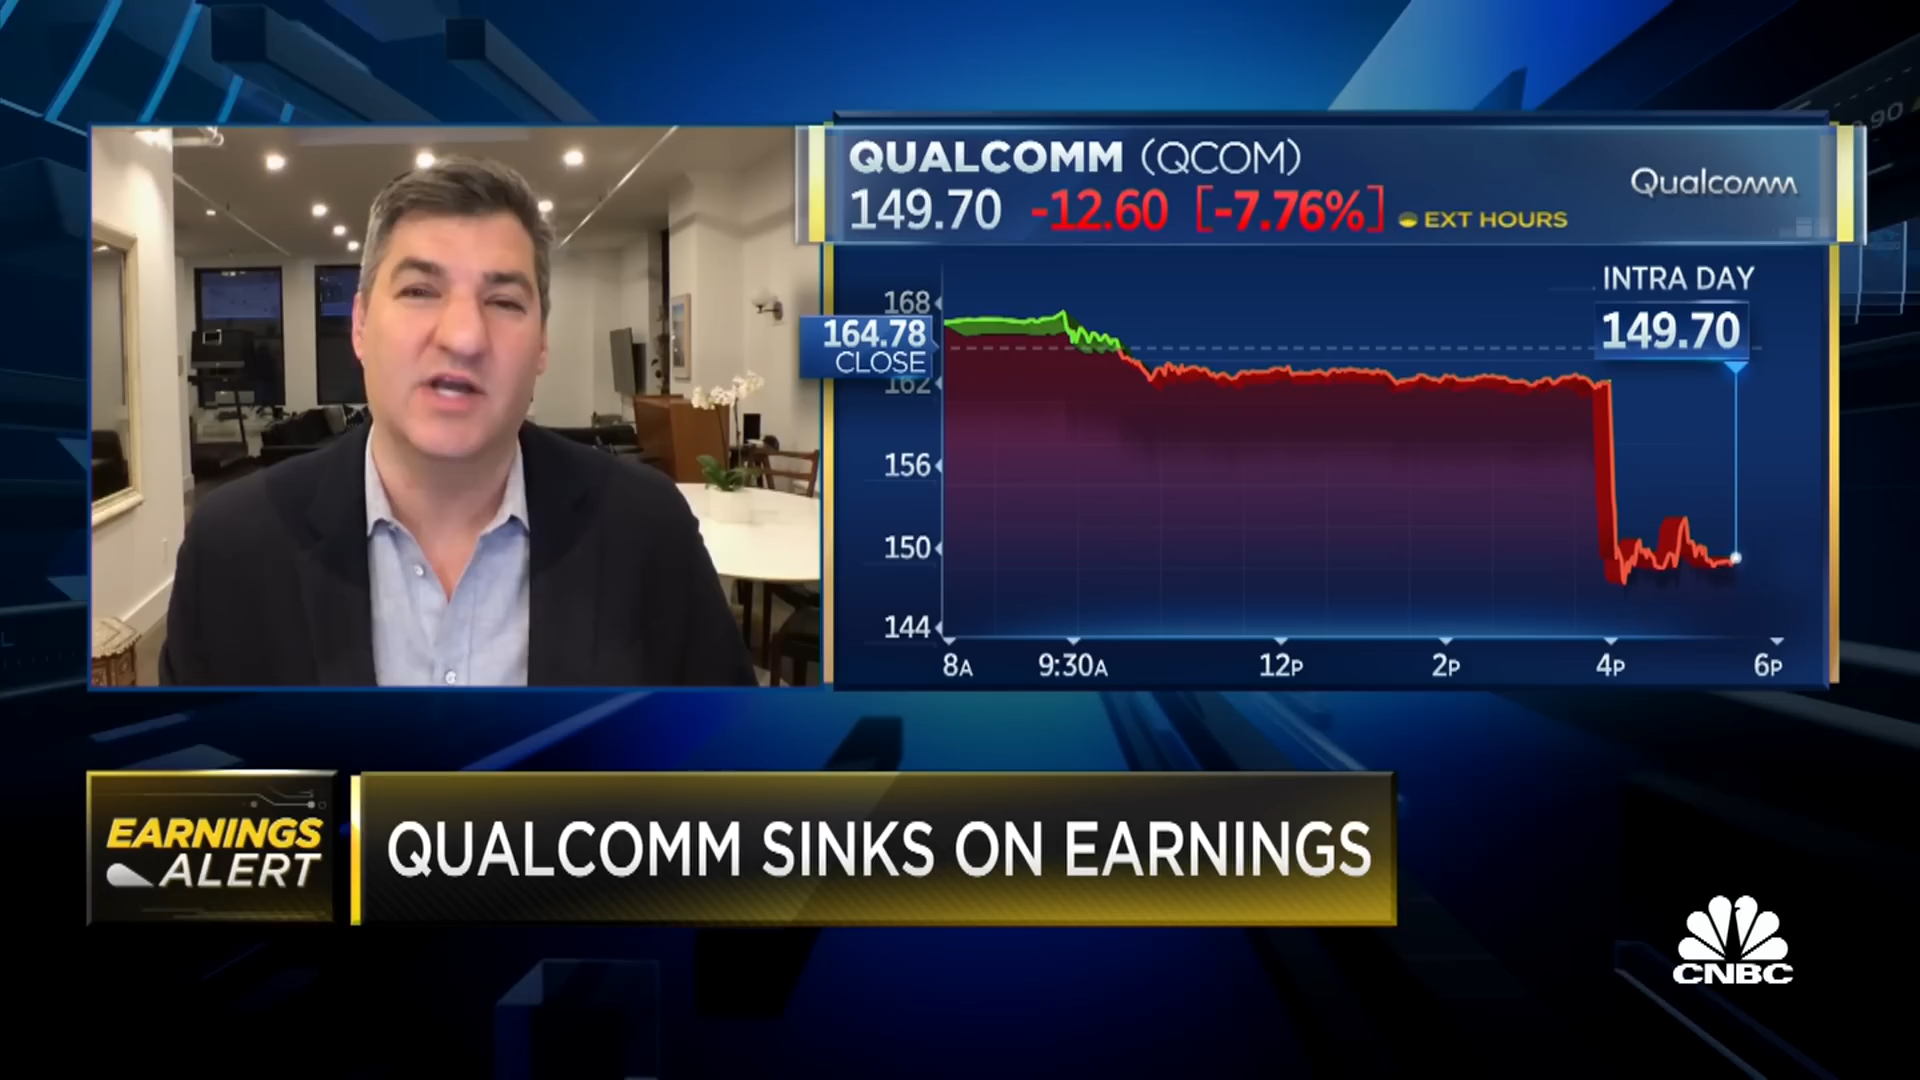 QUALCOMM (QCOM)
149.70 -12.60 [-7.76%] EXT HOURS
Qualcomm
INTRA DAY
149.70
168
164.78
CLOSE
162
156
150
144
8A 9:30A 12P 2P 4P 6P
EARNINGS
ALERT
QUALCOMM SINKS ON EARNINGS
CNBC